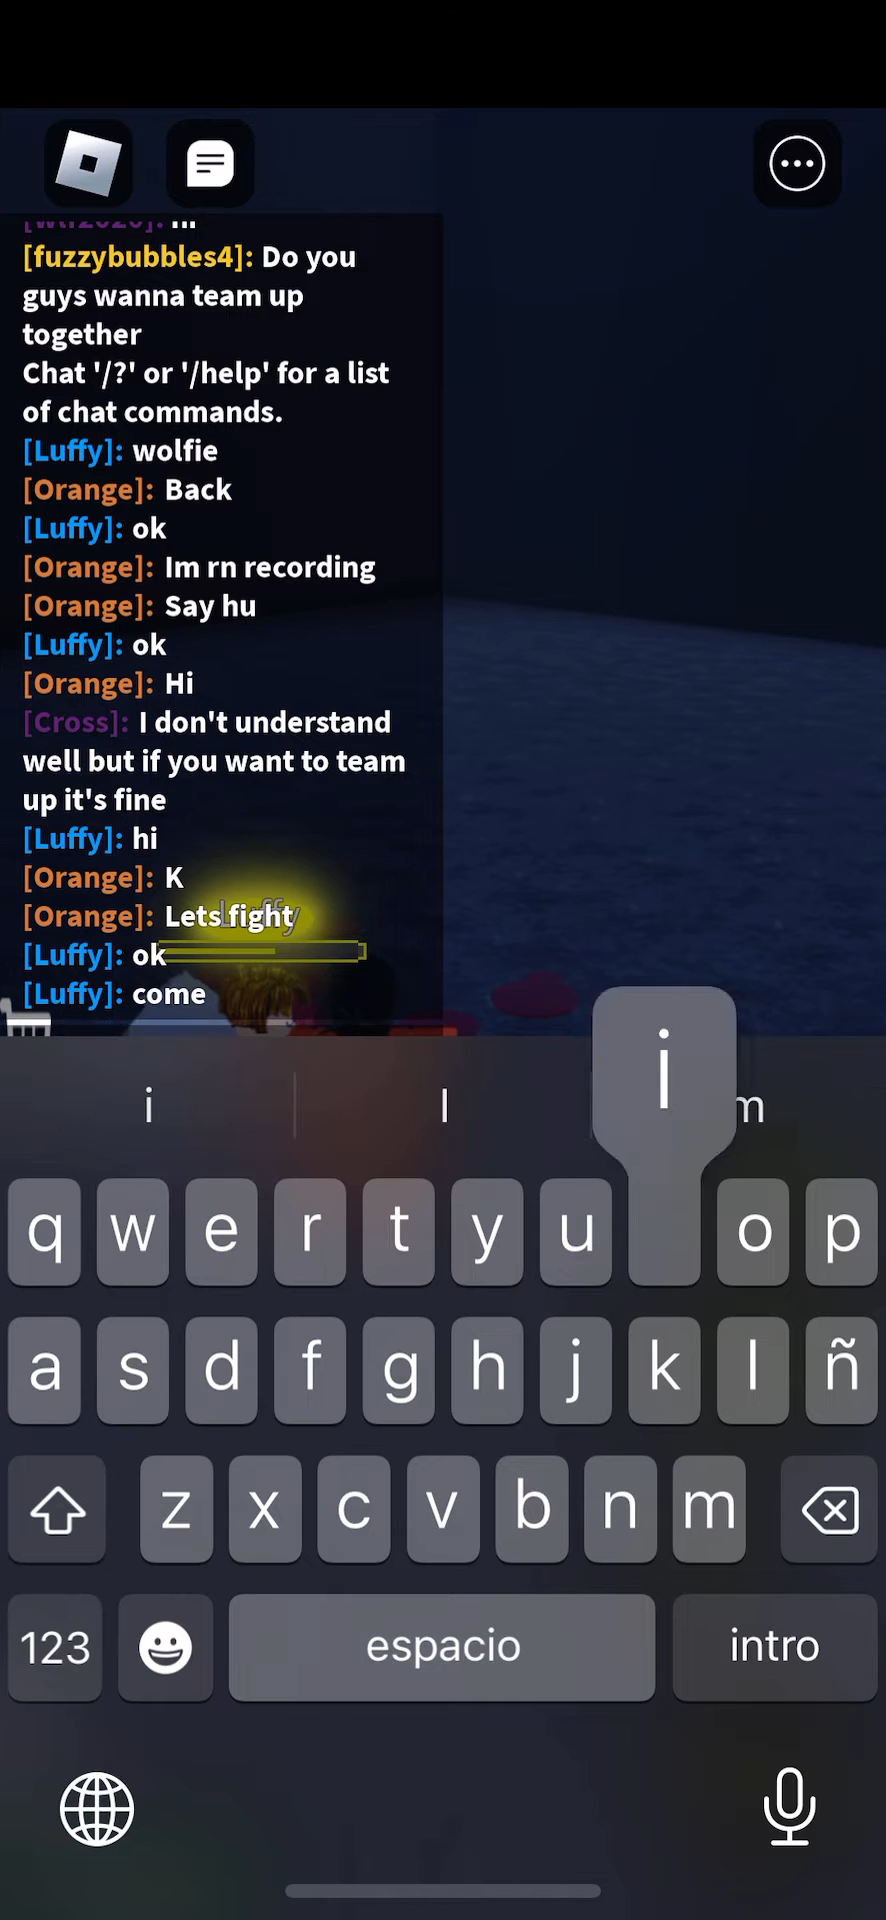 [fuzzybubbles4]: Do you
guys wanna team up
together
Chat '/?' or '/help' for a list
of chat commands.
[Luffy]: wolfie
[Orange]: Back
[Luffy]: ok
[Orange]: Im rn recording
[Orange]: Say hu
[Luffy]: ok
[Orange]: Hi
[Cross]: I don't understand
well but if you want to team
up it's fine
[Luffy]: hi
[Orange]: K
[Orange]: Lets fight
Luffy
[Luffy]: ok
[Luffy]: come
i
i l m
q w e r t y u o p
a s d f g h j k l ñ
z x c v b n m
123 espacio intro